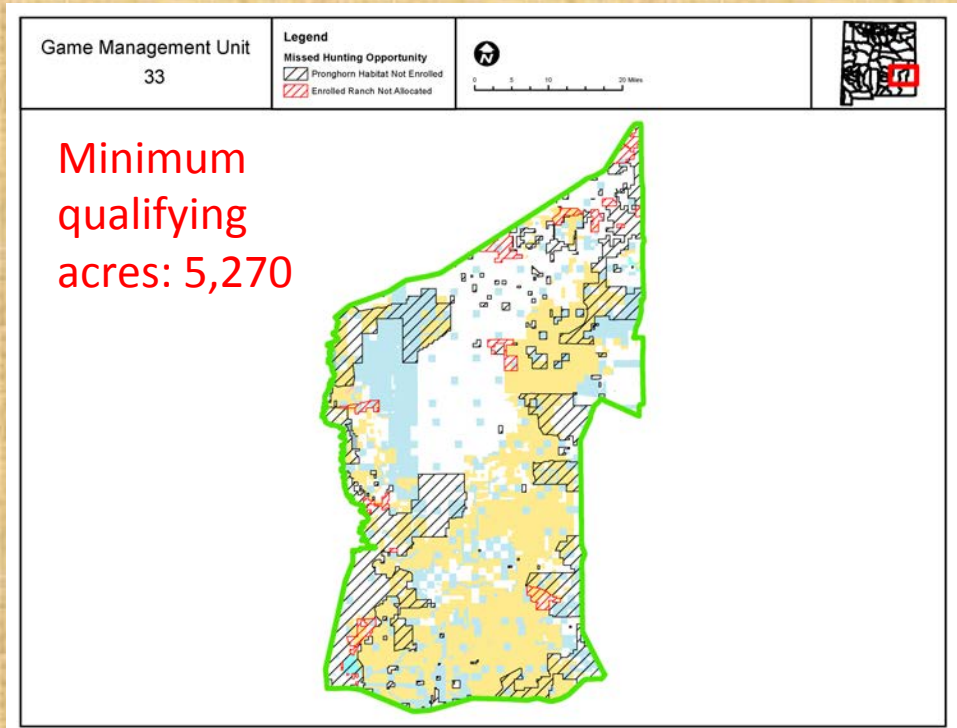 Game Management Unit
33
Legend
Missed Hunting Opportunity
Pronghorn Habitat Not Enrolled
Enrolled Ranch Not Allocated
N
0 5 10 20 Miles
Minimum
qualifying
acres: 5,270